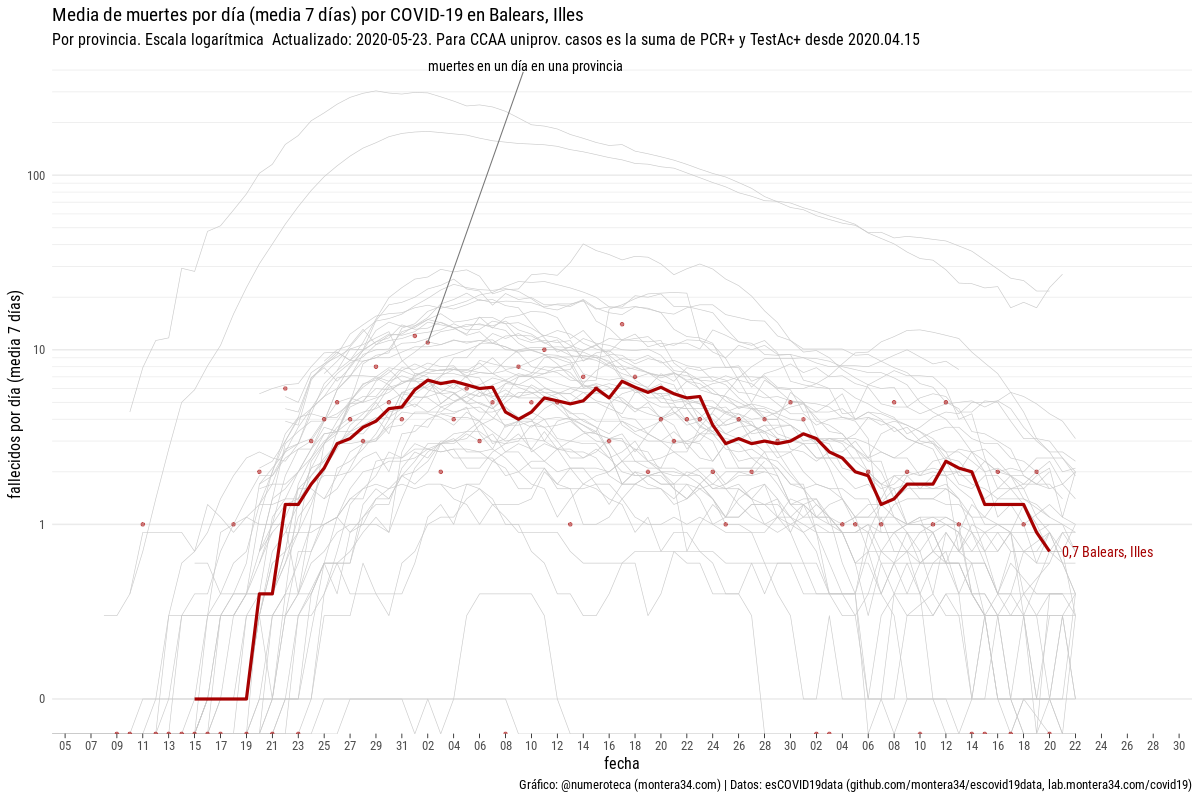 Media de muertes por día (media 7 días) por COVID-19 en Balears, Illes
Por provincia. Escala logarítmica  Actualizado: 2020-05-23. Para CCAA uniprov. casos es la suma de PCR+ y TestAc+ desde 2020.04.15
muertes en un día en una provincia
fallecidos por día (media  7 días)
100
10
1
0
0,7 Balears, Illes
05 07 09 11 13 15 17 19 21 23 25 27 29 31 02 04 06 08 10 12 14 16 18 20 22 24 26 28 30 02 04 06 08 10 12 14 16 18 20 22 24 26 28 30
fecha
Gráfico: @numeroteca (montera34.com) | Datos: esCOVID19data (github.com/montera34/escovid19data, lab.montera34.com/covid19)